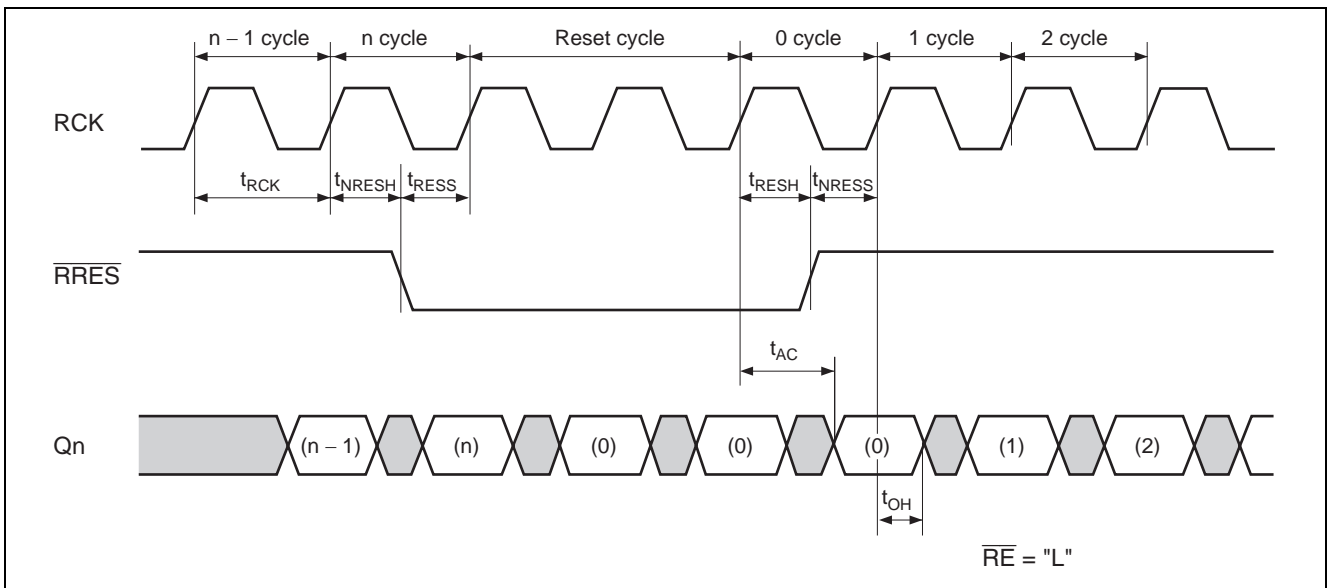 n – 1 cycle n cycle Reset cycle 0 cycle 1 cycle 2 cycle
RCK
tRCK tNRESH tRESS tRESH tNRESS
RRES
tAC
Qn (n – 1) (n) (0) (0) (0) (1) (2)
tOH
RE = "L"